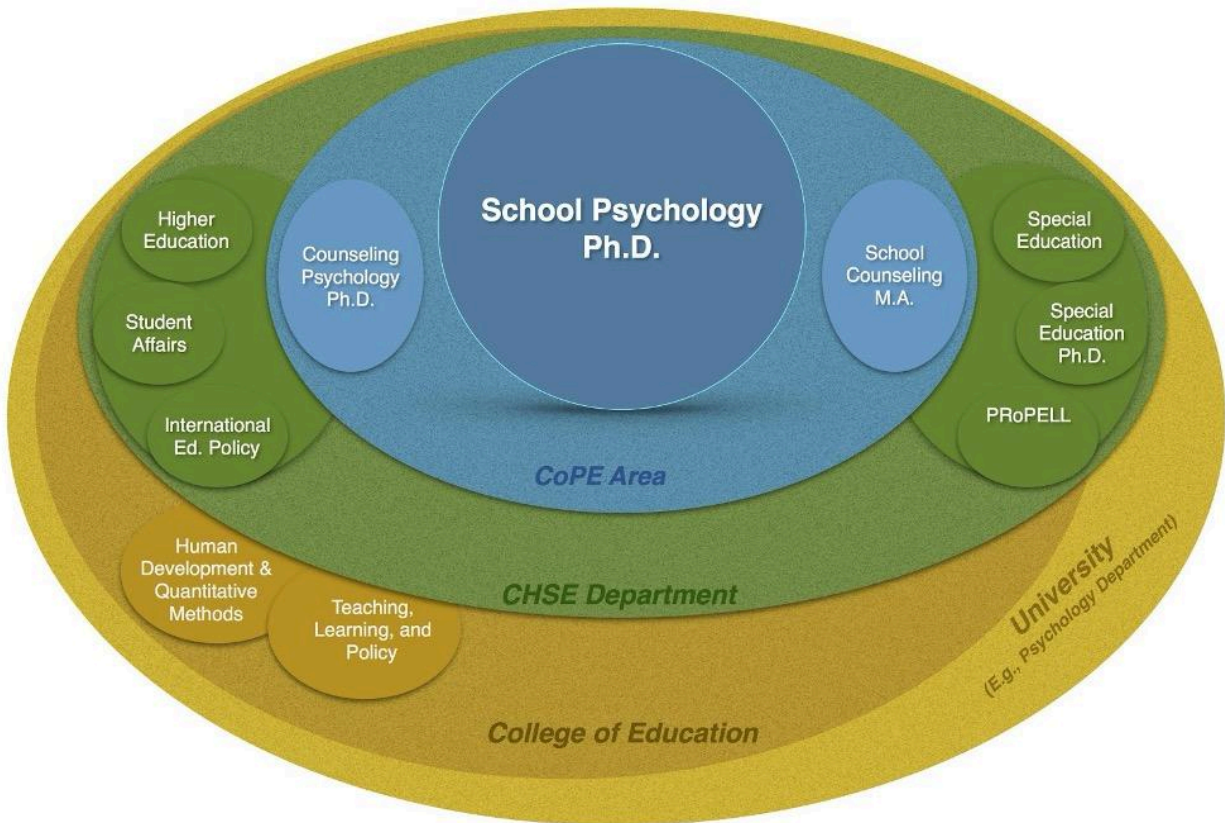 School Psychology
Ph.D.
Higher
Education
Counseling
Psychology
Ph.D.
School
Counseling
M.A.
Special
Education
Student
Affairs
Special
Education
Ph.D.
International
Ed. Policy
PRoPELL
CoPE Area
Human
Development &
Quantitative
Methods
Teaching,
Learning, and
Policy
CHSE Department
University
(E.g., Psychology Department)
College of Education